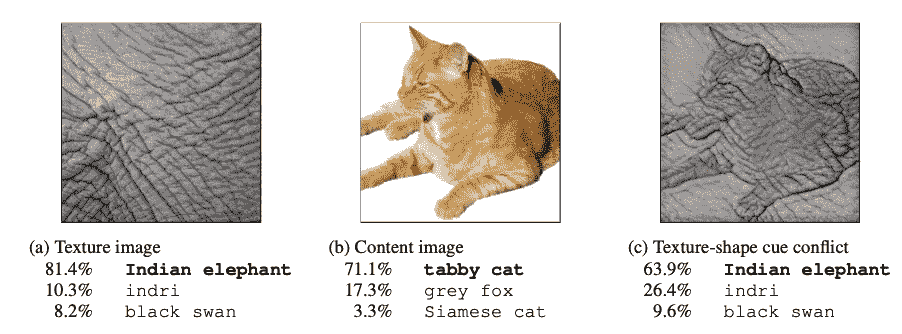 (a) Texture image
81.4% Indian elephant
10.3% indri
8.2% black swan
(b) Content image
71.1% tabby cat
17.3% grey fox
3.3% Siamese cat
(c) Texture-shape cue conflict
63.9% Indian elephant
26.4% indri
9.6% black swan